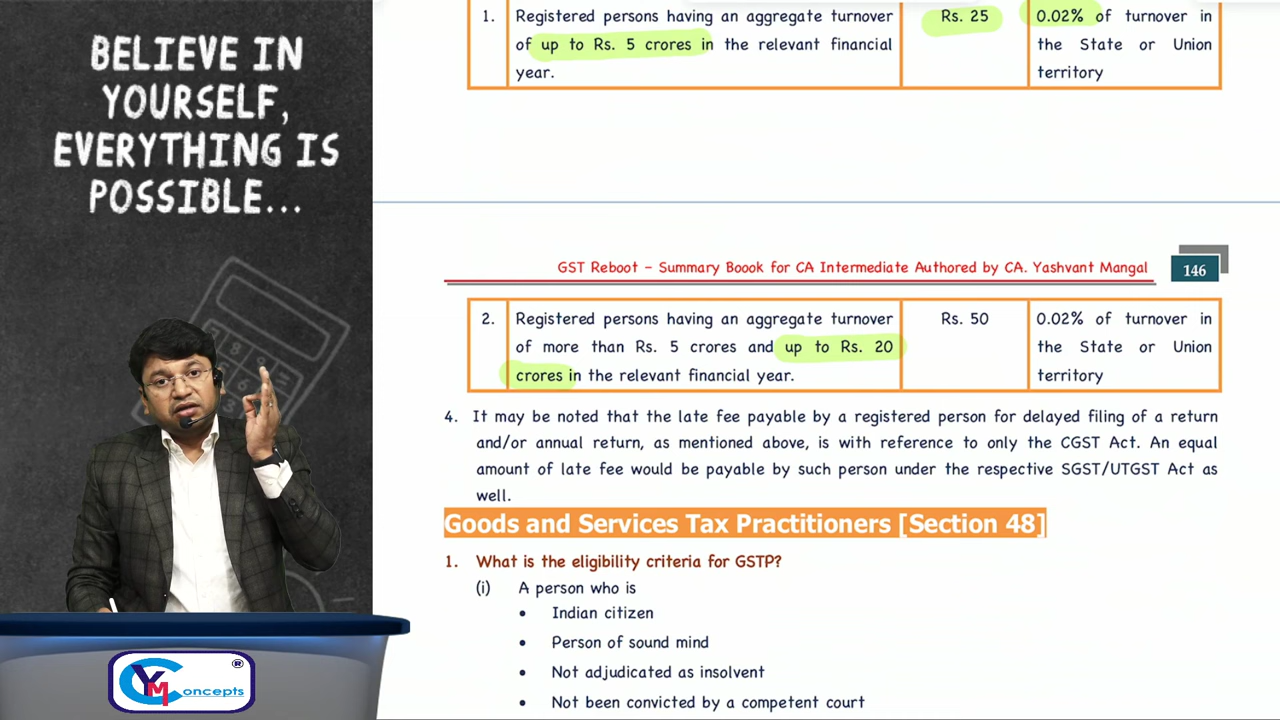 BELIEVE IN
YOURSELF,
EVERYTHING IS
POSSIBLE...
1. Registered persons having an aggregate turnover Rs. 25 0.02% of turnover in
of up to Rs. 5 crores in the relevant financial the State or Union
year. territory
GST Reboot – Summary Boook for CA Intermediate Authored by CA. Yashvant Mangal 146
2. Registered persons having an aggregate turnover Rs. 50 0.02% of turnover in
of more than Rs. 5 crores and up to Rs. 20 the State or Union
crores in the relevant financial year. territory
4. It may be noted that the late fee payable by a registered person for delayed filing of a return
and/or annual return, as mentioned above, is with reference to only the CGST Act. An equal
amount of late fee would be payable by such person under the respective SGST/UTGST Act as
well.
Goods and Services Tax Practitioners [Section 48]
1. What is the eligibility criteria for GSTP?
(i) A person who is
• Indian citizen
• Person of sound mind
• Not adjudicated as insolvent
• Not been convicted by a competent court
YM Concepts ®